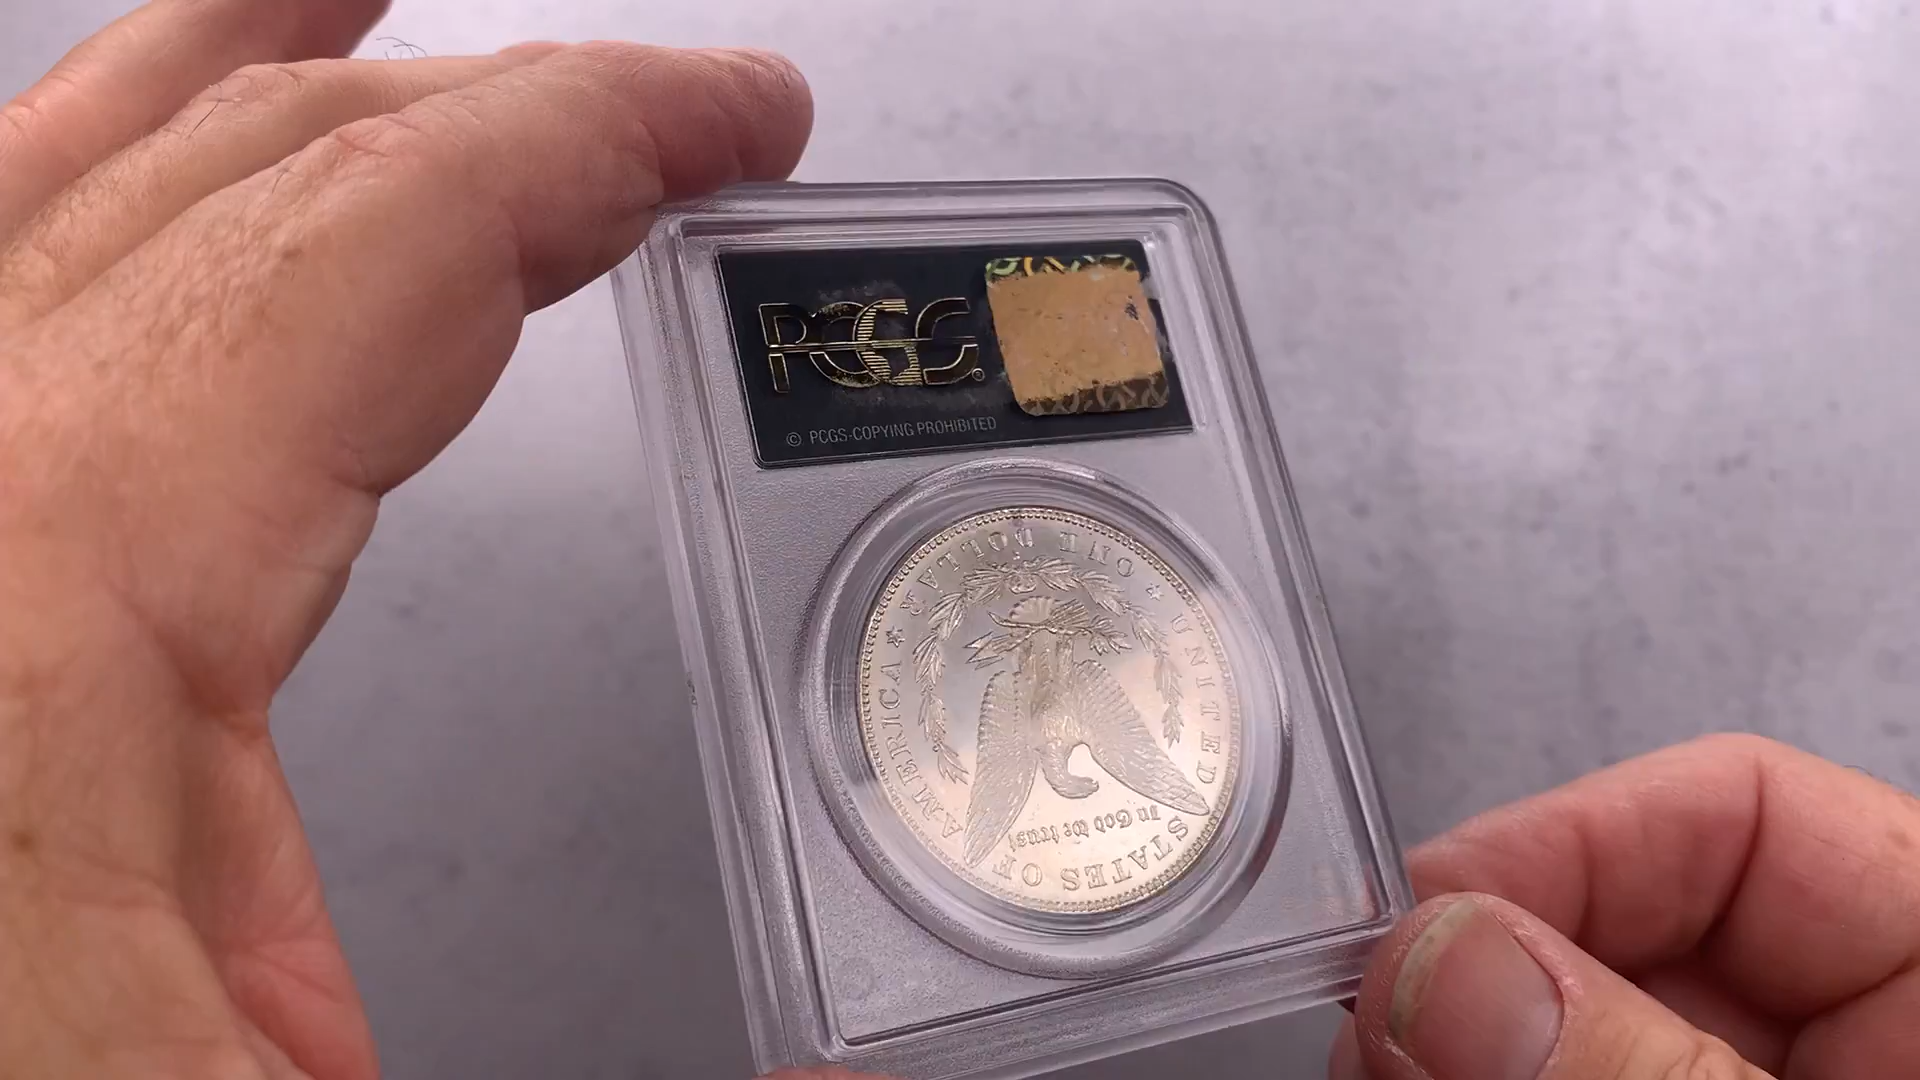 PCGS®
© PCGS-COPYING PROHIBITED
ONE DOLLAR
UNITED STATES OF AMERICA
In God We trust